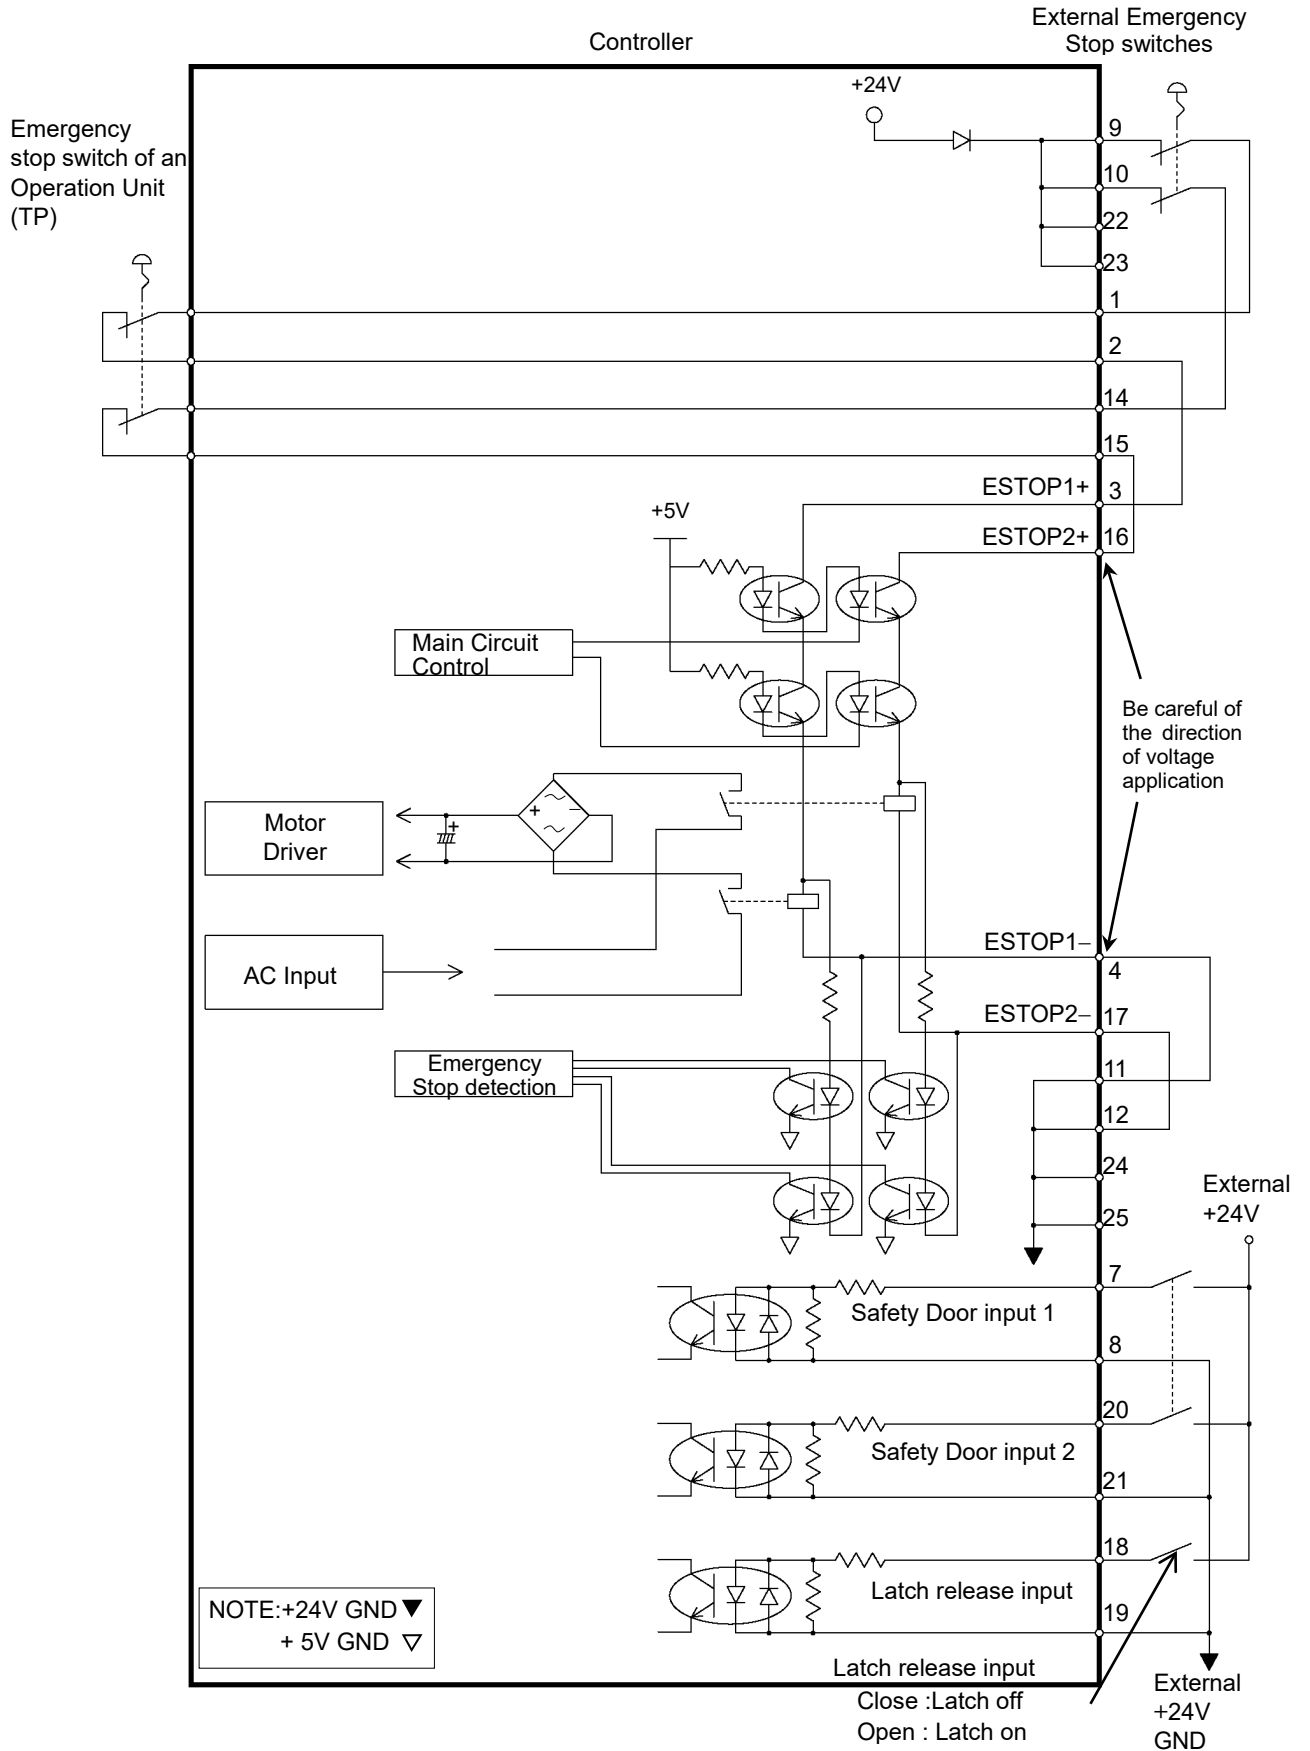 External Emergency
Stop switches
Controller
+24V
Emergency
stop switch of an
Operation Unit
(TP)
9
10
22
23
1
2
14
15
ESTOP1+
3
+5V
ESTOP2+
16
Main Circuit
Control
Be careful of
the direction
of voltage
application
+
−
Motor
Driver
+
ESTOP1−
4
AC Input
ESTOP2−
17
Emergency
Stop detection
11
12
24
25
External
+24V
7
Safety Door input 1
8
20
Safety Door input 2
21
18
Latch release input
19
NOTE:+24V GND
+ 5V GND
Latch release input
Close :Latch off
Open : Latch on
External
+24V
GND